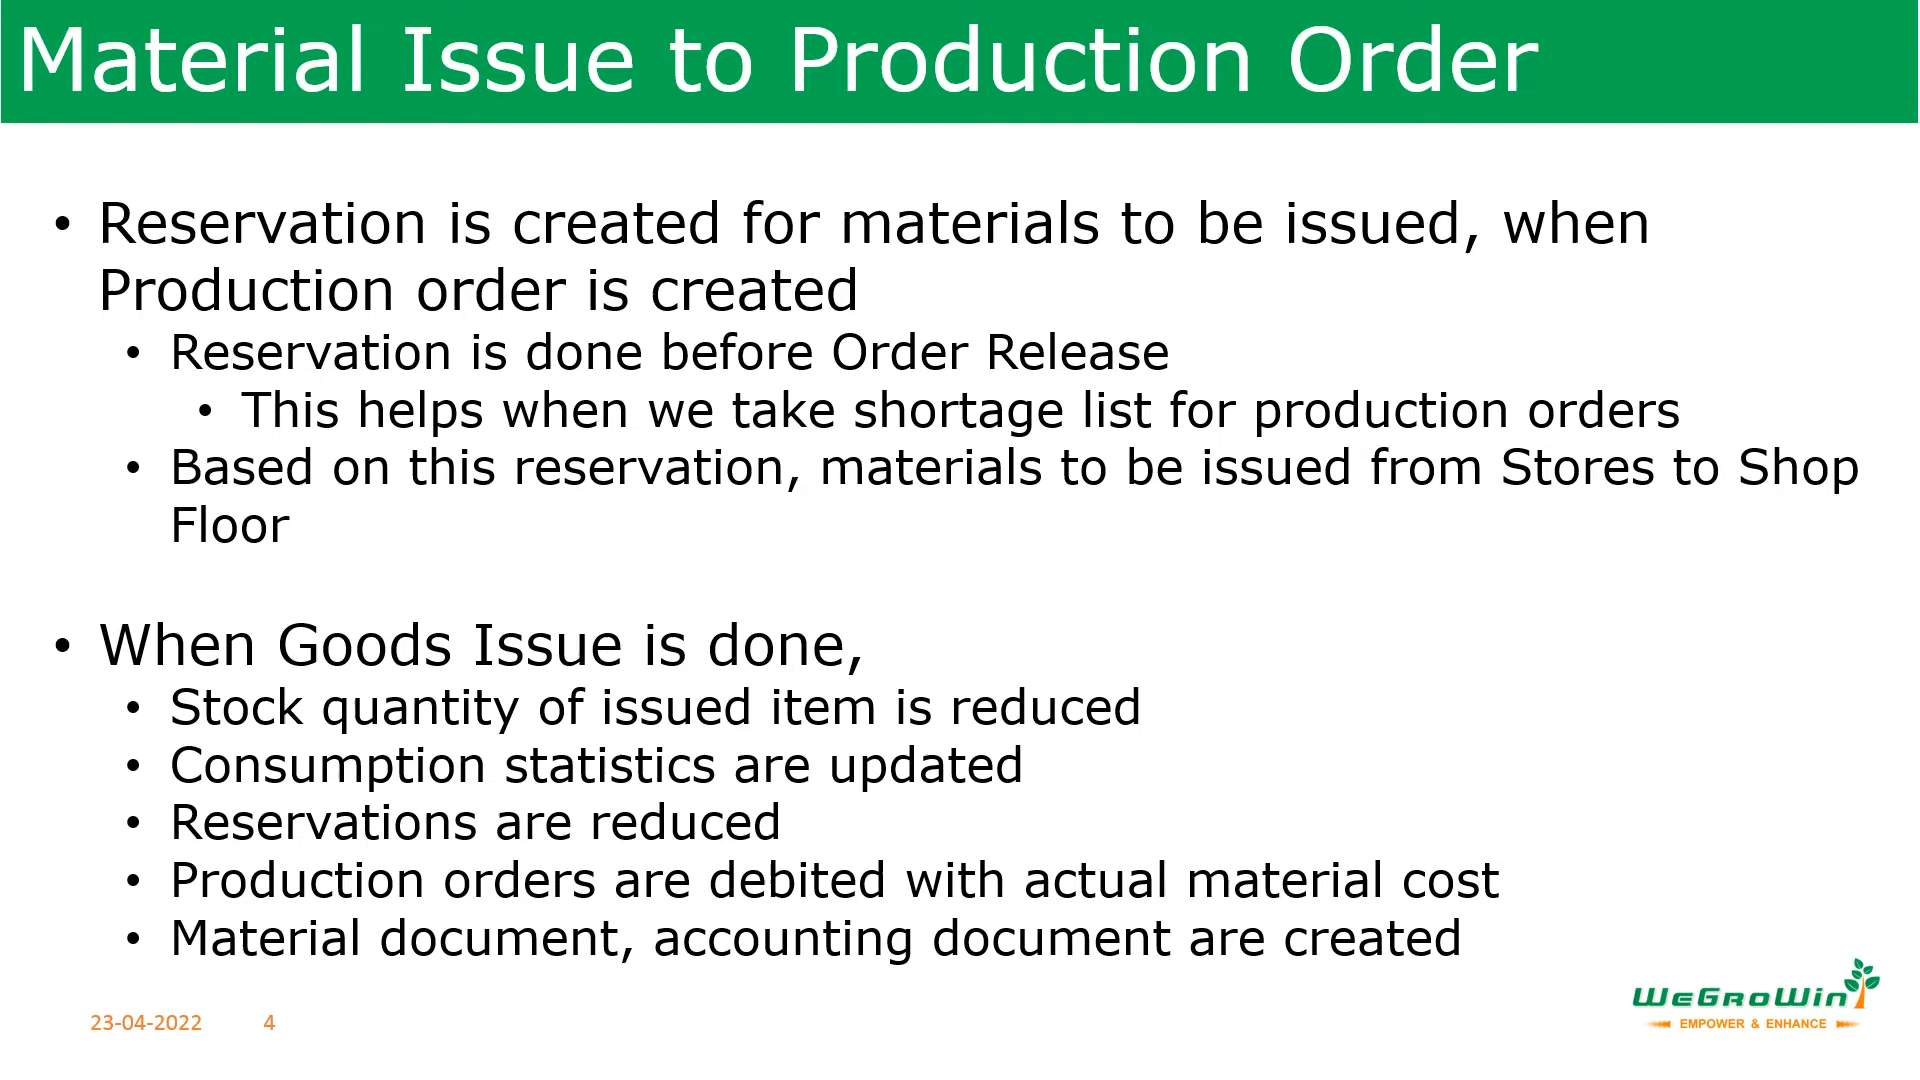 Material Issue to Production Order
• Reservation is created for materials to be issued, when
Production order is created
• Reservation is done before Order Release
• This helps when we take shortage list for production orders
• Based on this reservation, materials to be issued from Stores to Shop
Floor
• When Goods Issue is done,
• Stock quantity of issued item is reduced
• Consumption statistics are updated
• Reservations are reduced
• Production orders are debited with actual material cost
• Material document, accounting document are created
WeGroWin
EMPOWER & ENHANCE
23-04-2022 4